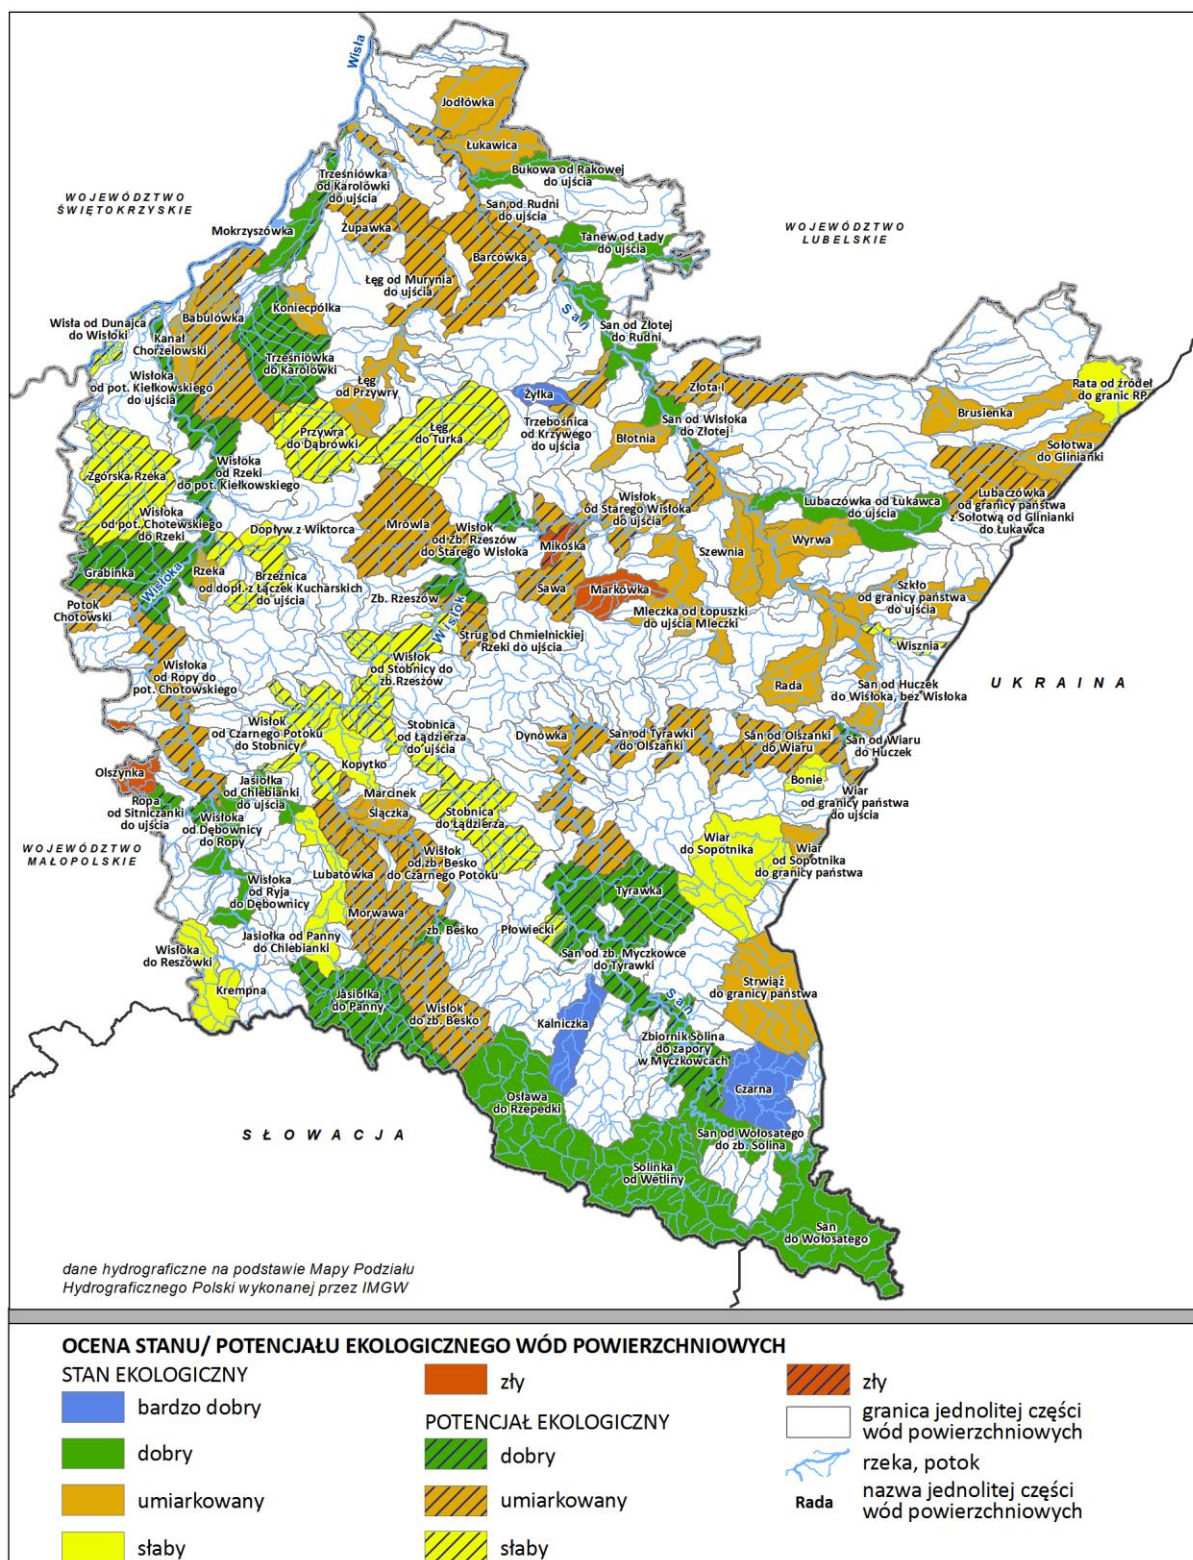 Wisła
Jodłówka
Łukawica
Bukowa od Rakowej
do ujścia
Trześniówka
od Karolówki
do ujścia
WOJEWÓDZTWO
ŚWIĘTOKRZYSKIE
San od Rudni
do ujścia
Mokrzyszówka
Żupawka
Tanew od Łady
do ujścia
WOJEWÓDZTWO
LUBELSKIE
Barcówka
Łęg od Murynia
do ujścia
San
Koniecpólka
Wisła od Dunajca
do Wisłoki
Babulówka
Kanał
Chorzelowski
San od Złotej
do Rudni
Trześniówka
do Karolówki
Wisłoka
od pot. Kiełkowskiego
do ujścia
Łęg
od Przywry
Żyłka
Złota I
Rata od źródeł
do granic RP
Brusienka
Trzebośnica
od Krzywego
do ujścia
San od Wisłoka
do Złotej
Przywra
do Dąbrówki
Łęg
do Turka
Błotnia
Sołotwa
do Glinianki
Zgórska Rzeka
Wisłoka
od Rzeki
do pot. Kiełkowskiego
Lubaczówka
od granicy państwa
z Sołotwą od Glinianki
do Łukawca
Lubaczówka od Łukawca
do ujścia
Wisłoka
od pot. Chotewskiego
do Rzeki
Dopływ z Wiktorca
Mrówla
Wisłok
od Zb. Rzeszów
do Starego Wisłoka
Wisłok
od Starego Wisłoka
do ujścia
Mikośka
Szewnia
Wyrwa
Grabinka
Wisłoka
Rzeka
Brzeźnica
od dopł. z Łączek Kucharskich
do ujścia
Zb. Rzeszów
Sawa
Markówka
Szkło
od granicy państwa
do ujścia
Potok
Chotowski
Wisłok
Mleczka od Łopuszki
do ujścia Mleczki
Strug od Chmielnickiej
Rzeki do ujścia
Wisznia
Wisłok
od Stobnicy do
zb.Rzeszów
Wisłoka
od Ropy do
pot. Chotowskiego
Rada
San od Huczek
do Wisłoka, bez Wisłoka
UKRAINA
Wisłok
od Czarnego Potoku
do Stobnicy
Stobnica
od Łądzierza
do ujścia
Dynówka
San od Tyrawki
do Olszanki
San od Olszanki
do Wiaru
San od Wiaru
do Huczek
Olszynka
Jasiołka
od Chlebianki
do ujścia
Kopytko
Bonie
Wiar
od granicy państwa
do ujścia
Ropa
od Sitniczanki
do ujścia
Marcinek
Slączka
Stobnica
do Łądzierza
Wisłoka
od Dębownicy
do Ropy
WOJEWÓDZTWO
MAŁOPOLSKIE
Wiar
do Sopotnika
Wiar
od Sopotnika
do granicy państwa
Wisłok
od zb. Besko
do Czarnego Potoku
Lubatówka
Wisłoka
od Ryja
do Dębownicy
Morwawa
Tyrawka
Płowiecki
zb. Besko
Jasiołka od Panny
do Chlebianki
Wisłoka
do Reszówki
San od zb. Myczkowce
do Tyrawki
Krempna
Jasiołka
do Panny
Strwiąż
do granicy państwa
San
Wisłok
do zb. Besko
Kalniczka
Zbiornik Solina
do zapory
w Myczkowcach
Czarna
Osława
do Rzepedki
SŁOWACJA
San od Wołosatego
do zb. Solina
Solinka
od Wetliny
San
do Wołosatego
dane hydrograficzne na podstawie Mapy Podziału
Hydrograficznego Polski wykonanej przez IMGW
OCENA STANU/ POTENCJAŁU EKOLOGICZNEGO WÓD POWIERZCHNIOWYCH
STAN EKOLOGICZNY
bardzo dobry
dobry
umiarkowany
słaby
zły
POTENCJAŁ EKOLOGICZNY
dobry
umiarkowany
słaby
zły
granica jednolitej części
wód powierzchniowych
rzeka, potok
Rada
nazwa jednolitej części
wód powierzchniowych